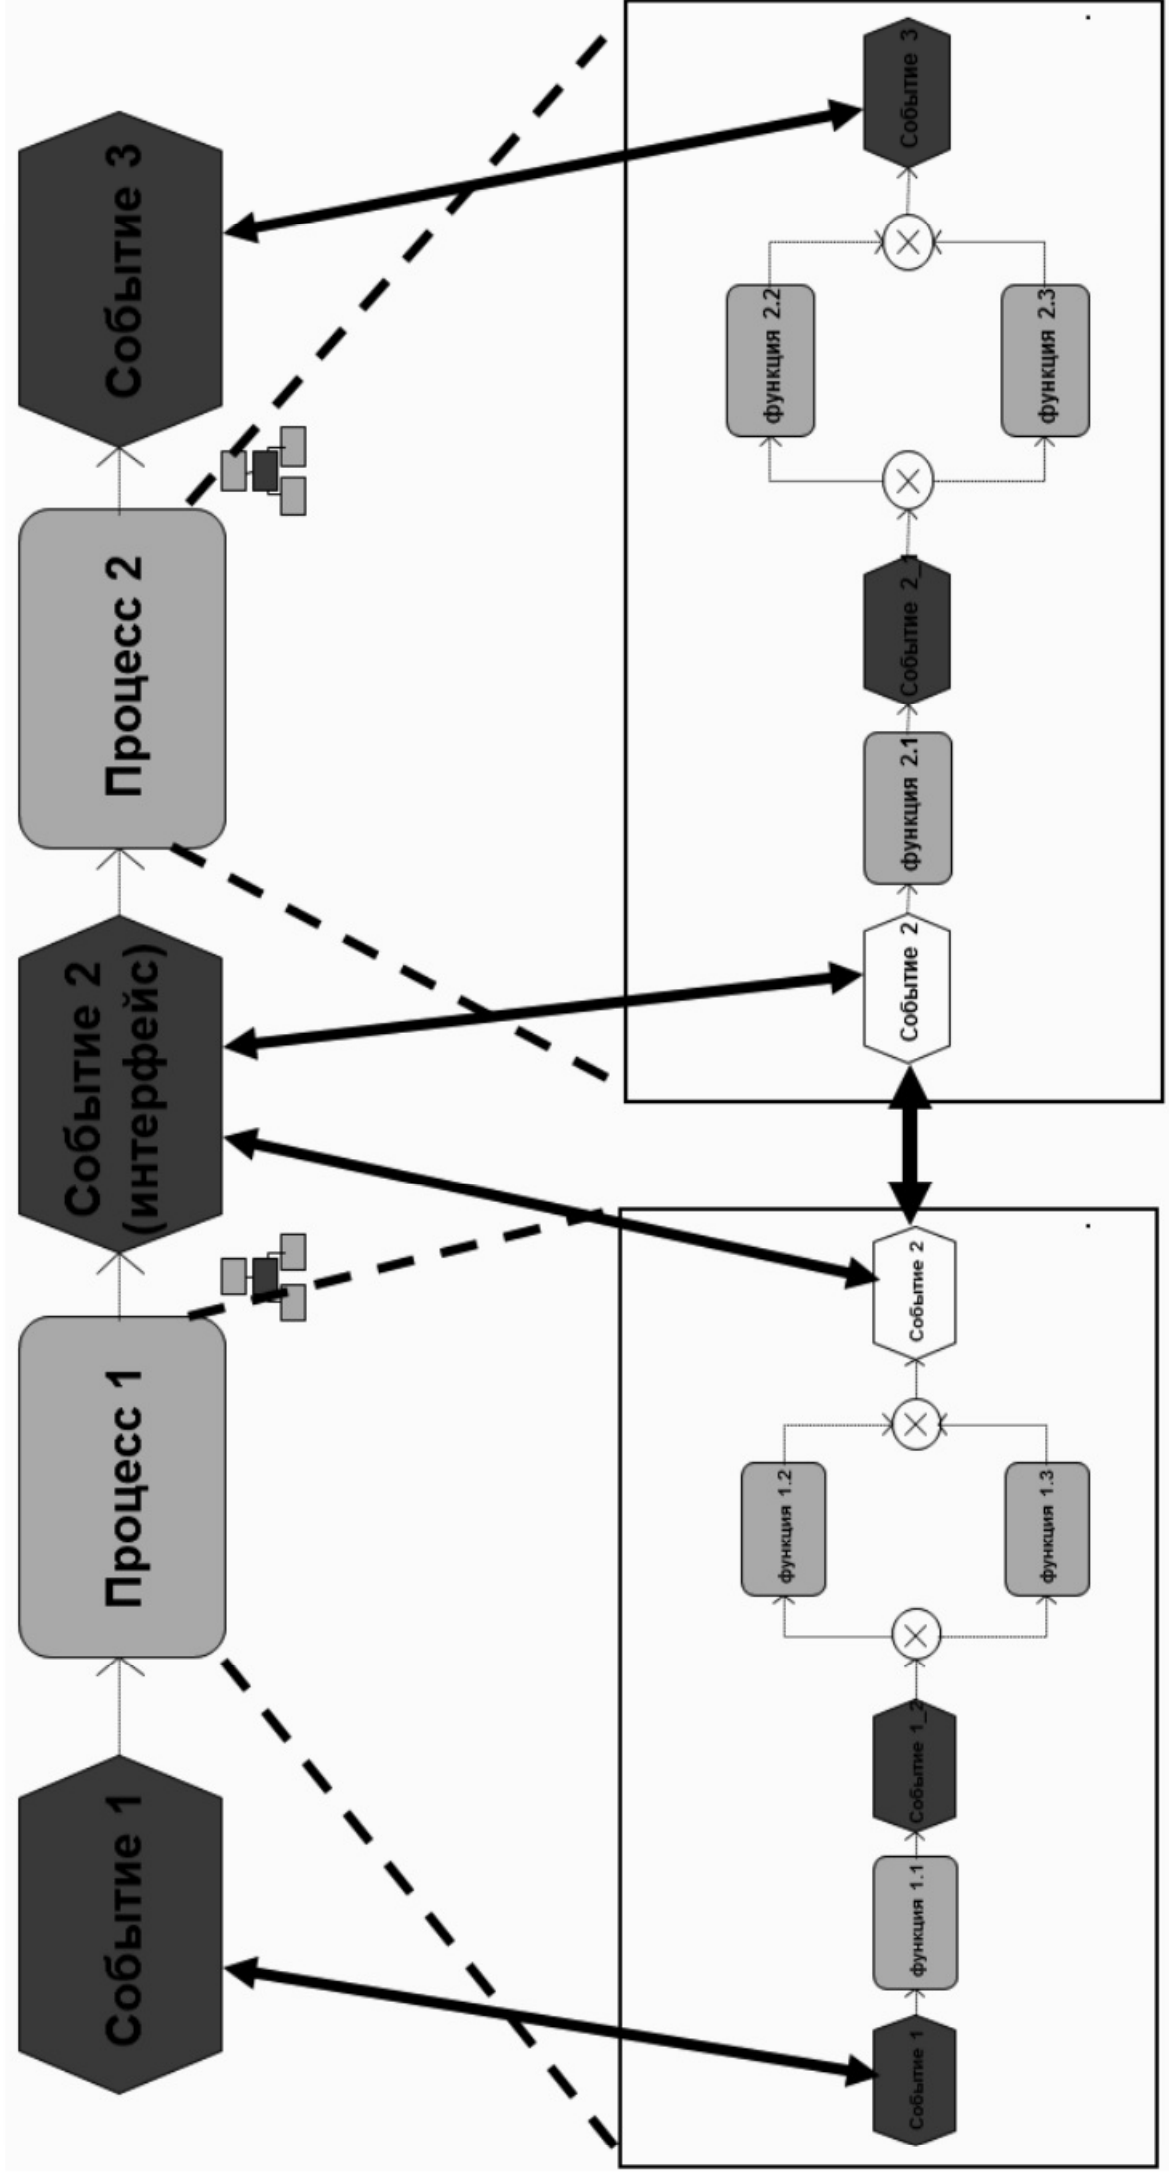 Событие 1
Процесс 1
Событие 2
(интерфейс)
Процесс 2
Событие 3
Событие 1
функция 1.1
Событие 1_2
функция 1.2
функция 1.3
Событие 2
Событие 2
функция 2.1
Событие 2_1
функция 2.2
функция 2.3
Событие 3